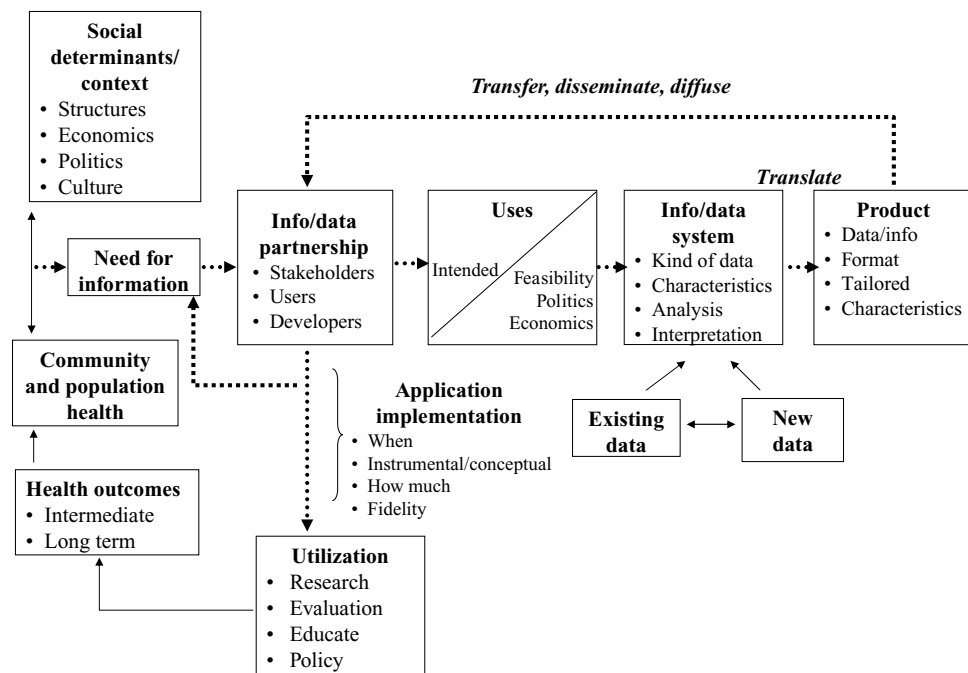 Social
determinants/
context
• Structures
• Economics
• Politics
• Culture
Transfer, disseminate, diffuse
Translate
Need for
information
Info/data
partnership
• Stakeholders
• Users
• Developers
Uses
Intended
Feasibility
Politics
Economics
Info/data
system
• Kind of data
• Characteristics
• Analysis
• Interpretation
Product
• Data/info
• Format
• Tailored
• Characteristics
Community
and population
health
Application
implementation
• When
• Instrumental/conceptual
• How much
• Fidelity
Existing
data
New
data
Health outcomes
• Intermediate
• Long term
Utilization
• Research
• Evaluation
• Educate
• Policy